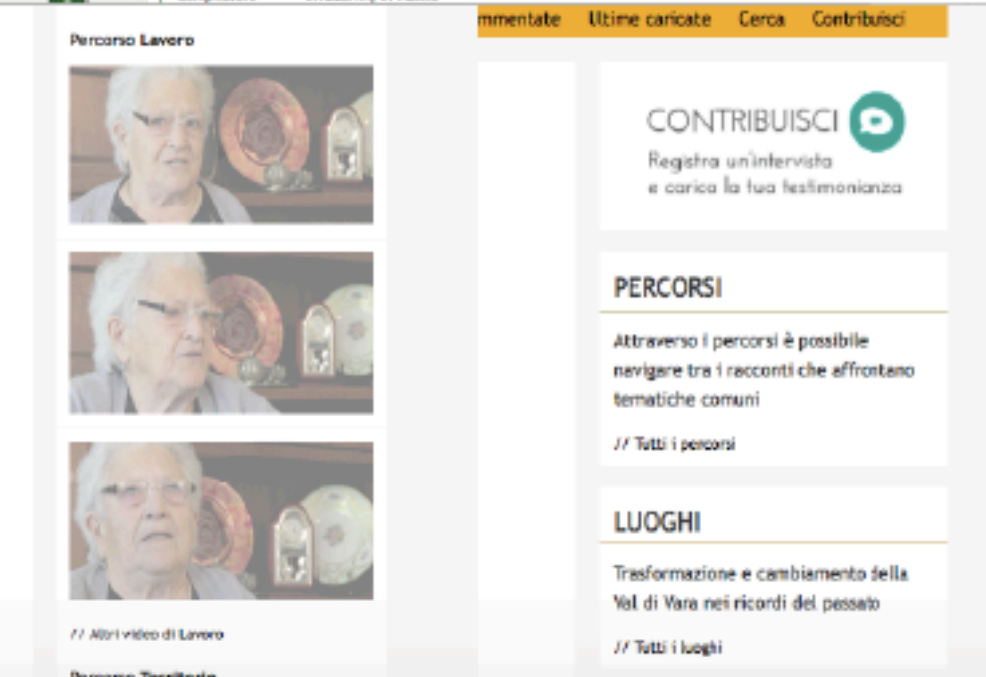 Percorso Lavoro
// Altri video di Lavoro
Percorso Territorio
mmentate Ultime caricate Cerca Contribuisci
CONTRIBUISCI
Registra un'intervista
e carica la tua testimonianza
PERCORSI
Attraverso i percorsi è possibile
navigare tra i racconti che affrontano
tematiche comuni
// Tutti i percorsi
LUOGHI
Trasformazione e cambiamento della
Val di Vara nei ricordi del passato
// Tutti i luoghi